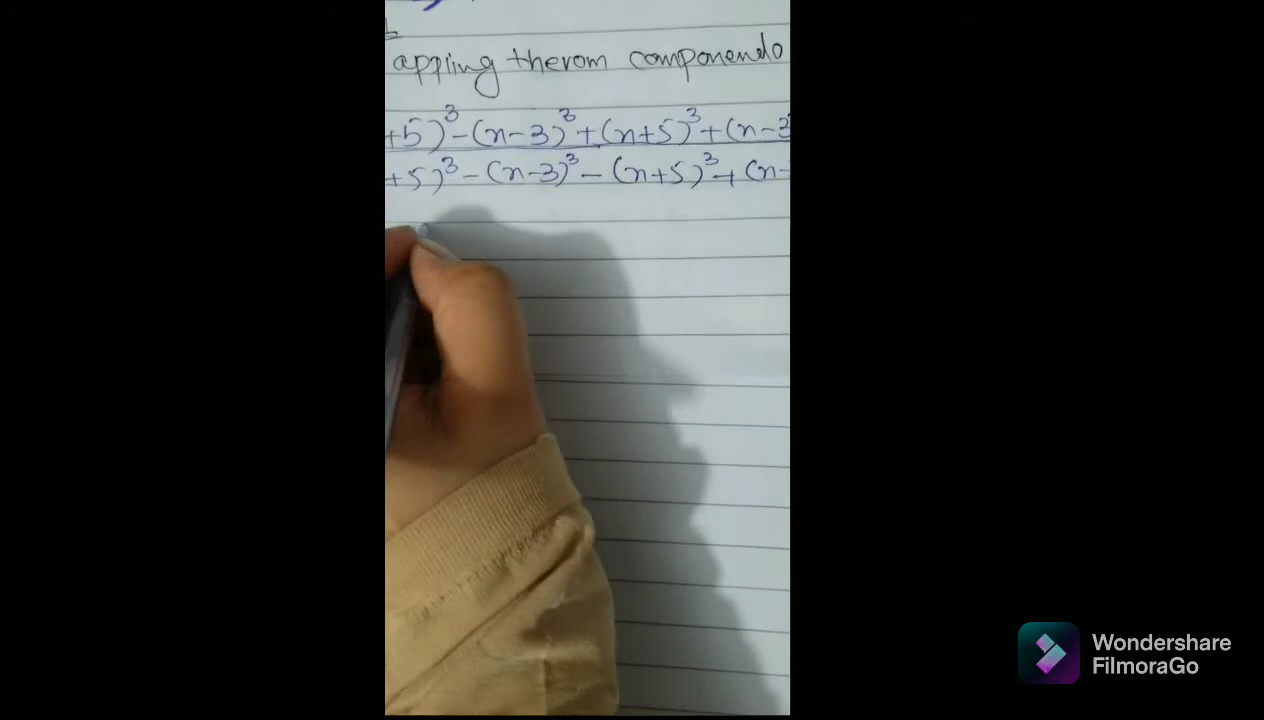 appling therom componendo
+5)³-(n-3)³+(n+5)³+(n-3
+5)³-(n-3)³-(n+5)³+(n-
Wondershare
FilmoraGo